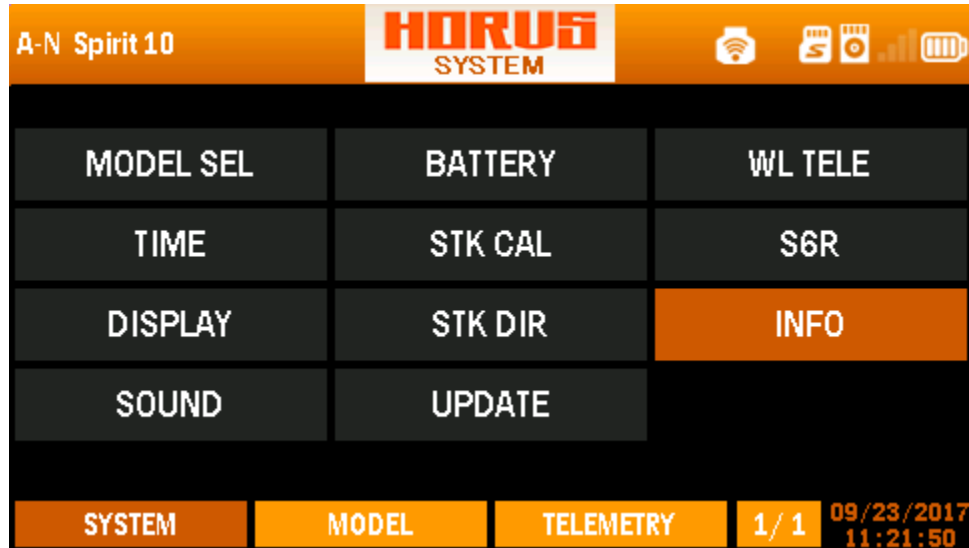 A-N Spirit 10
HORUS
SYSTEM
MODEL SEL BATTERY WL TELE
TIME STK CAL S6R
DISPLAY STK DIR INFO
SOUND UPDATE
SYSTEM MODEL TELEMETRY 1/ 1 09/23/2017
11:21:50